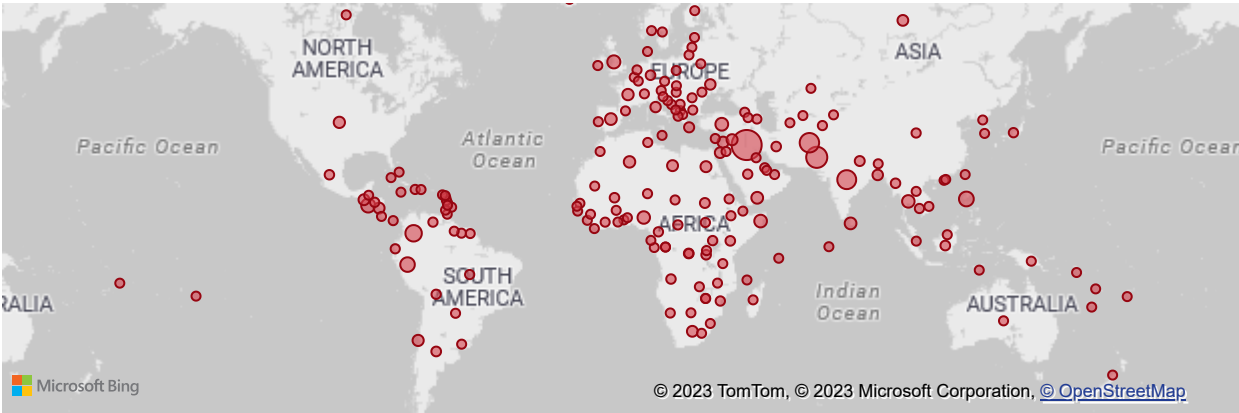 NORTH
AMERICA
ASIA
EUROPE
Pacific Ocean
Atlantic
Ocean
Pacific Ocean
AFRICA
SOUTH
AMERICA
Indian
Ocean
RALIA
AUSTRALIA
Microsoft Bing
© 2023 TomTom, © 2023 Microsoft Corporation, © OpenStreetMap